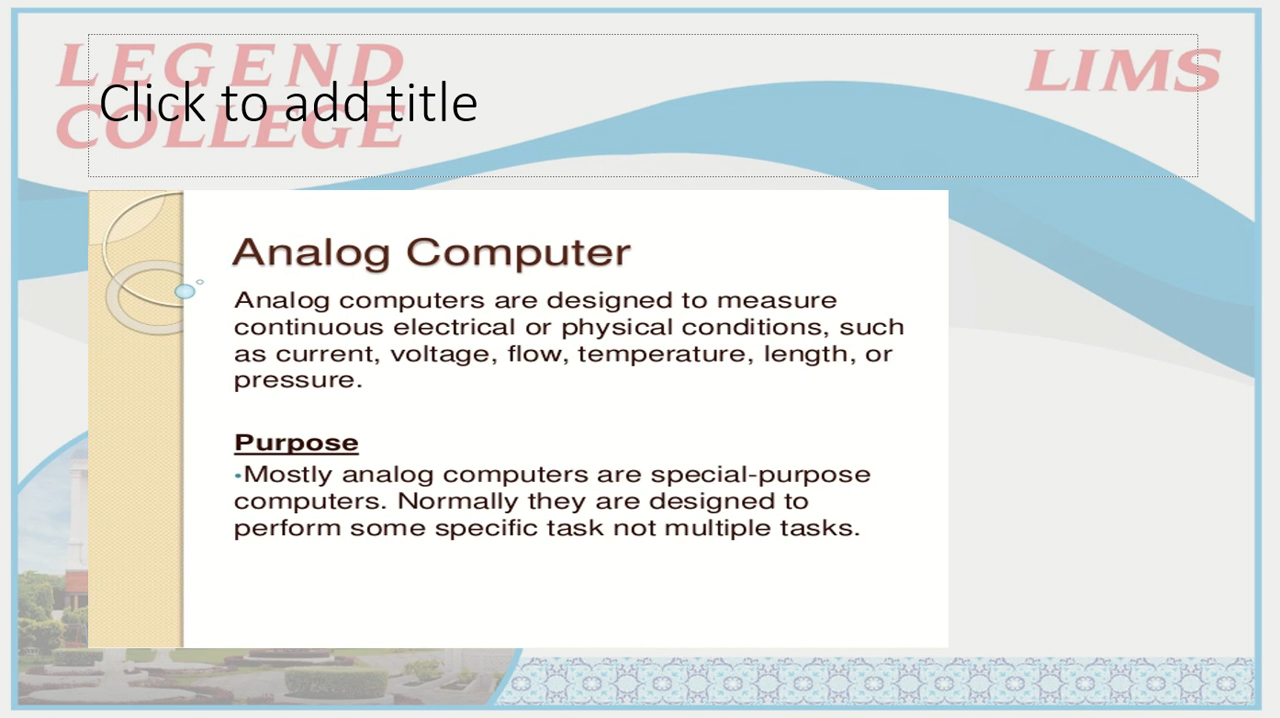 LEGEND
COLLEGE
LIMS
Click to add title
Analog Computer
Analog computers are designed to measure
continuous electrical or physical conditions, such
as current, voltage, flow, temperature, length, or
pressure.
Purpose
•Mostly analog computers are special-purpose
computers. Normally they are designed to
perform some specific task not multiple tasks.